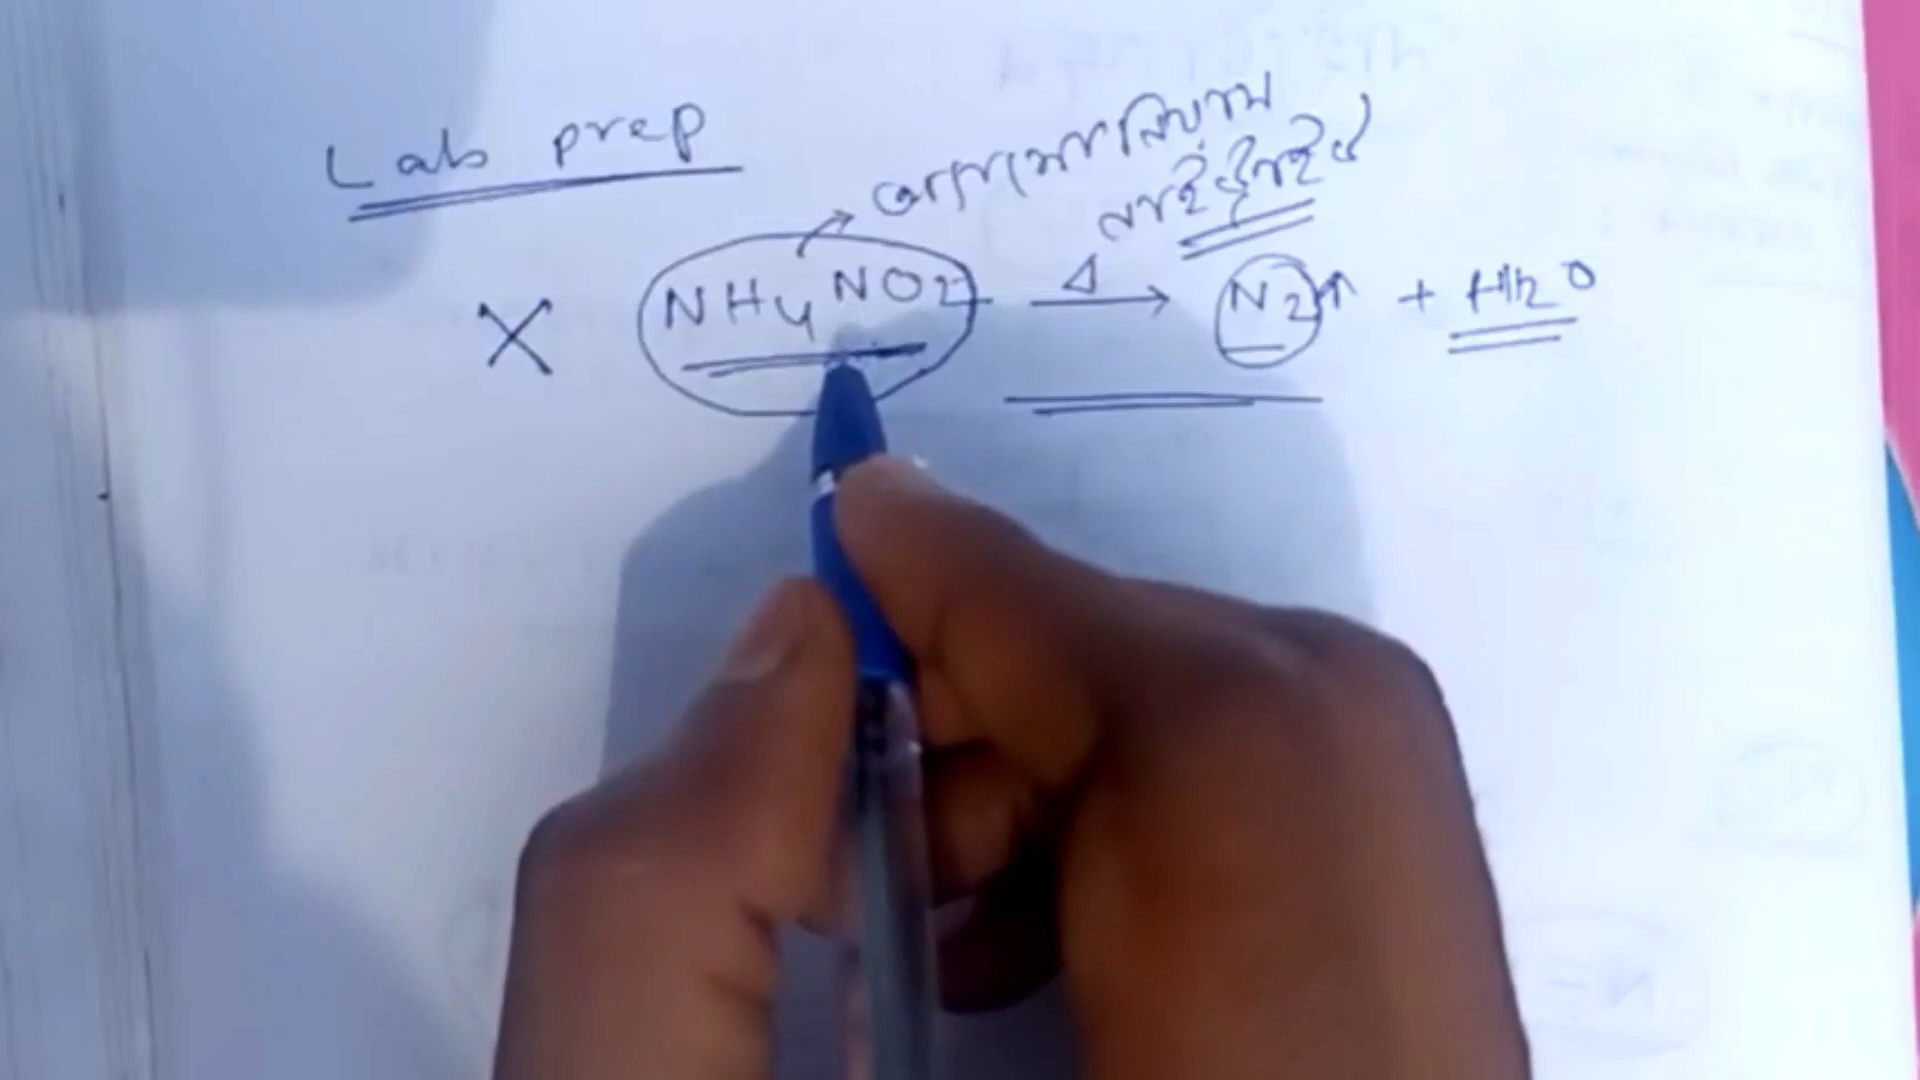 Lab prep
অ্যামোনিয়াম
নাইট্রাইট
X NH4NO2 Δ→ N2↑ + H2O